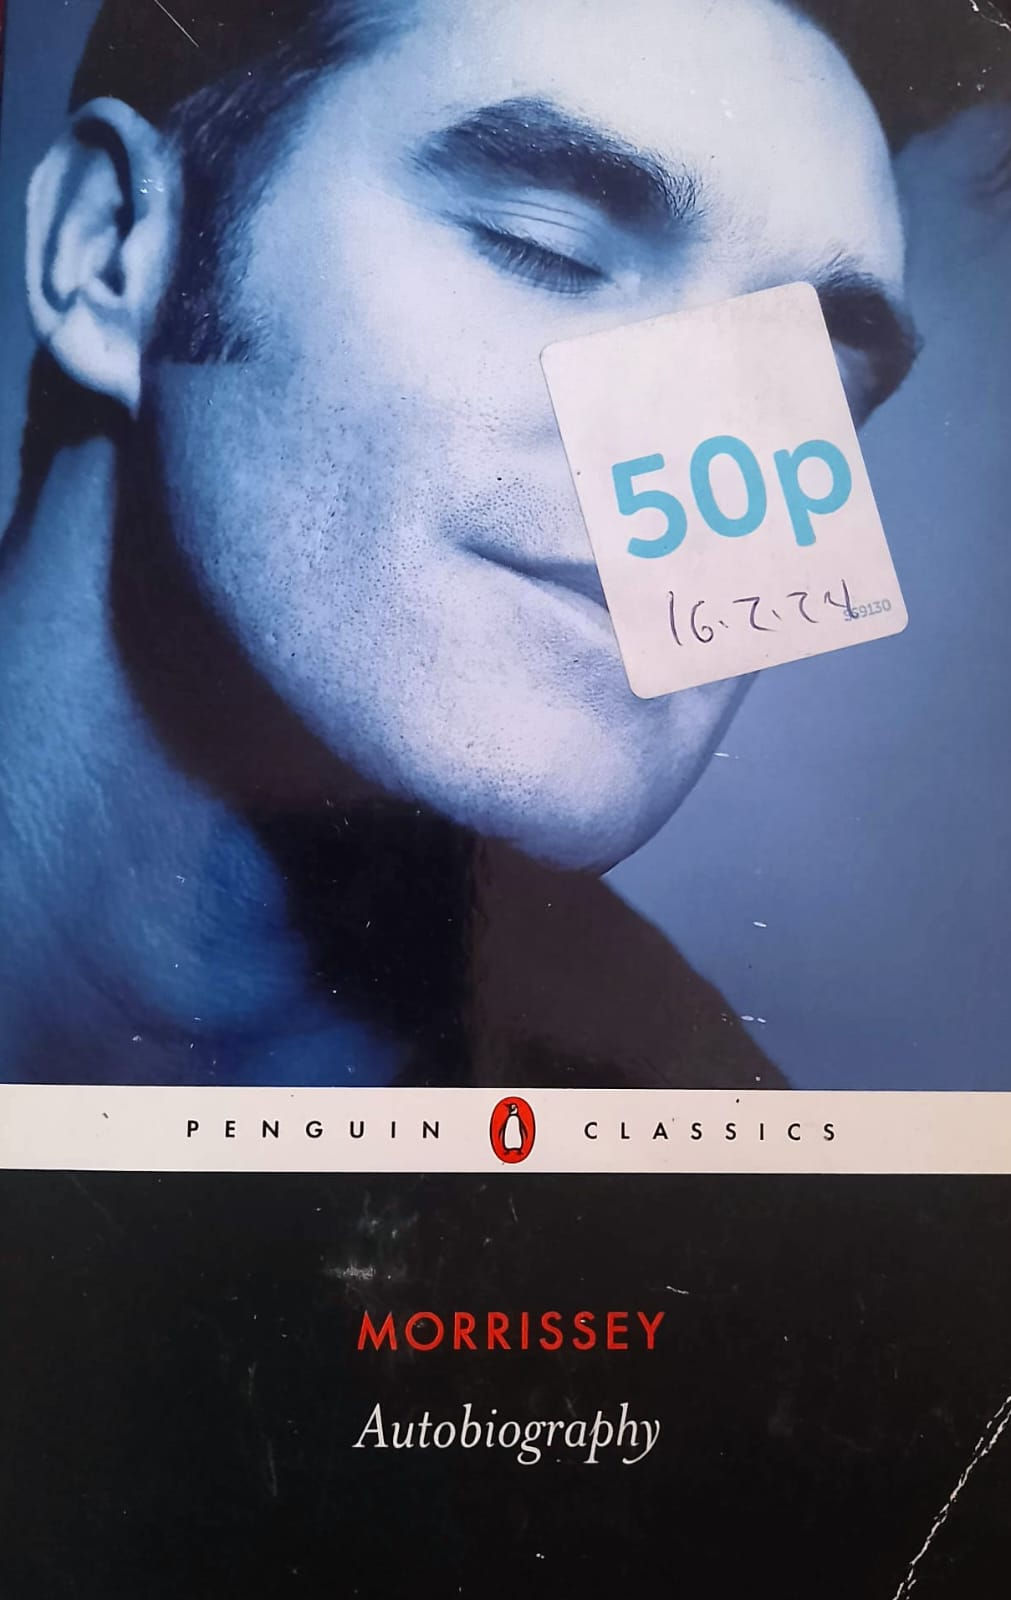 50p
16.2.24
PENGUIN CLASSICS
MORRISSEY
Autobiography